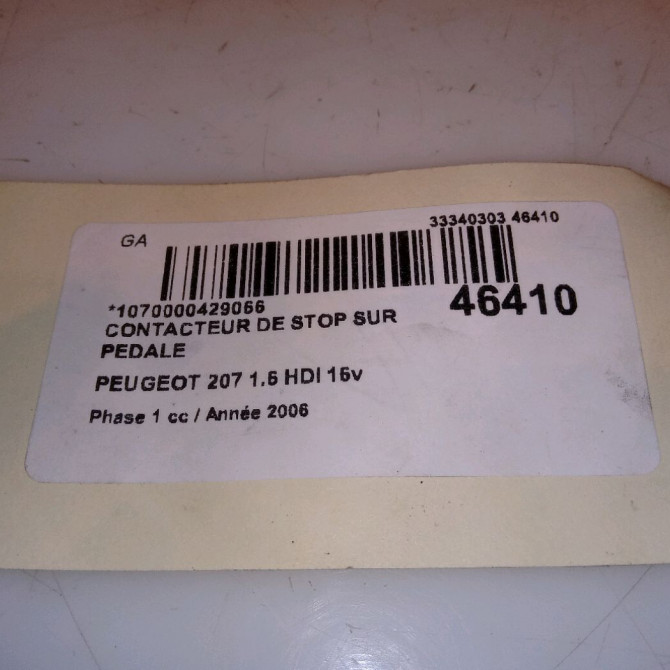 GA
33340303 46410
*1070000429066
46410
CONTACTEUR DE STOP SUR
PEDALE
PEUGEOT 207 1.6 HDI 16v
Phase 1 cc / Année 2006